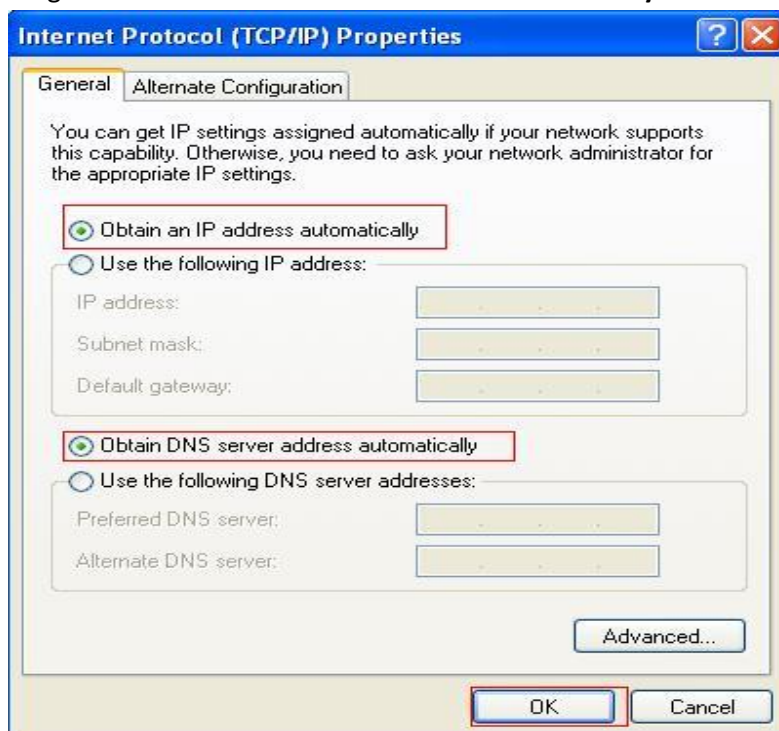 Internet Protocol (TCP/IP) Properties
General
Alternate Configuration
You can get IP settings assigned automatically if your network supports
this capability. Otherwise, you need to ask your network administrator for
the appropriate IP settings.
Obtain an IP address automatically
Use the following IP address:
IP address:
Subnet mask:
Default gateway:
Obtain DNS server address automatically
Use the following DNS server addresses:
Preferred DNS server:
Alternate DNS server:
Advanced...
OK
Cancel